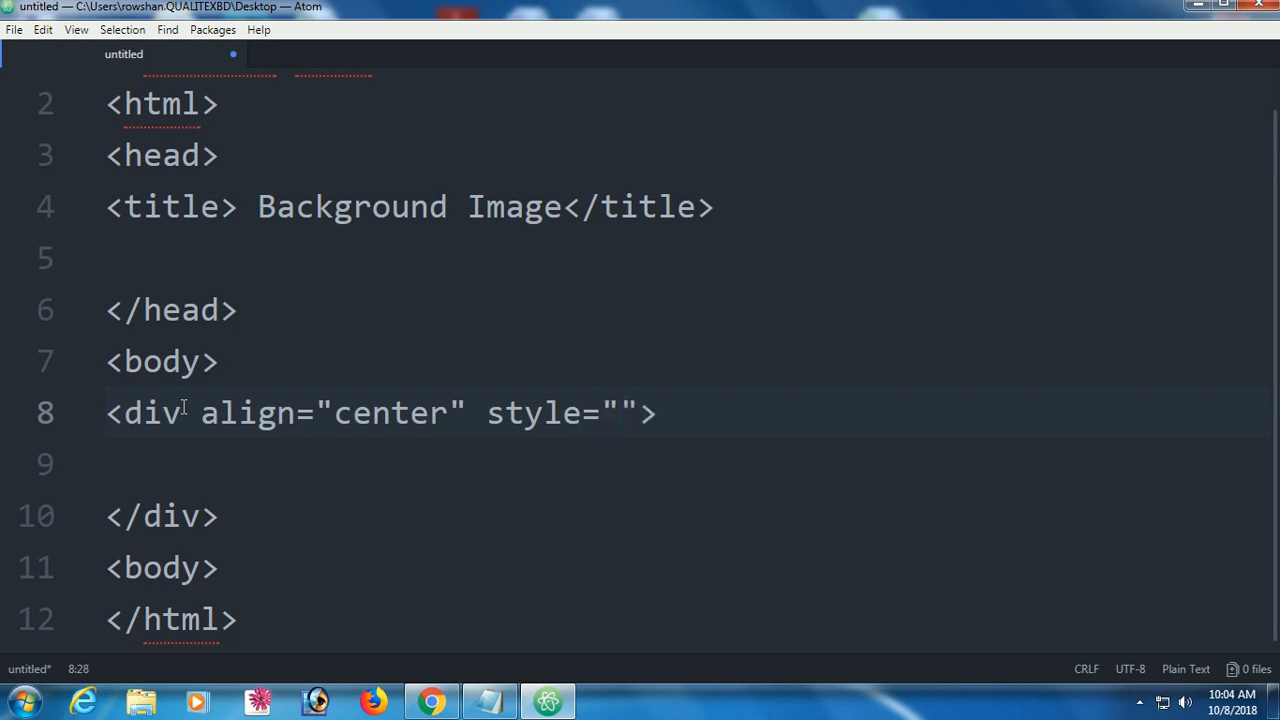 untitled — C:\Users\rowshan.QUALITEXBD\Desktop — Atom
File Edit View Selection Find Packages Help
untitled
2 <html>
3 <head>
4 <title> Background Image</title>
5
6 </head>
7 <body>
8 <div align="center" style="">
9
10 </div>
11 <body>
12 </html>
untitled* 8:28 CRLF UTF-8 Plain Text 0 files
10:04 AM
10/8/2018